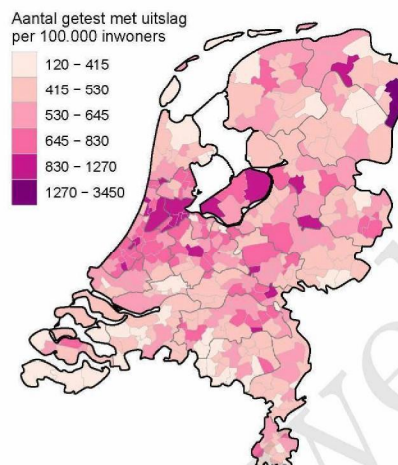 Aantal getest met uitslag
per 100.000 inwoners
120 – 415
415 – 530
530 – 645
645 – 830
830 – 1270
1270 – 3450